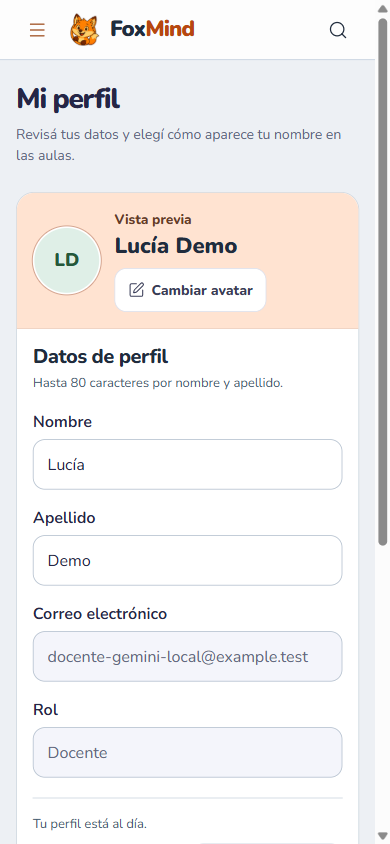 FoxMind
Mi perfil
Revisá tus datos y elegí cómo aparece tu nombre en
las aulas.
LD
Vista previa
Lucía Demo
Cambiar avatar
Datos de perfil
Hasta 80 caracteres por nombre y apellido.
Nombre
Lucía
Apellido
Demo
Correo electrónico
docente-gemini-local@example.test
Rol
Docente
Tu perfil está al día.